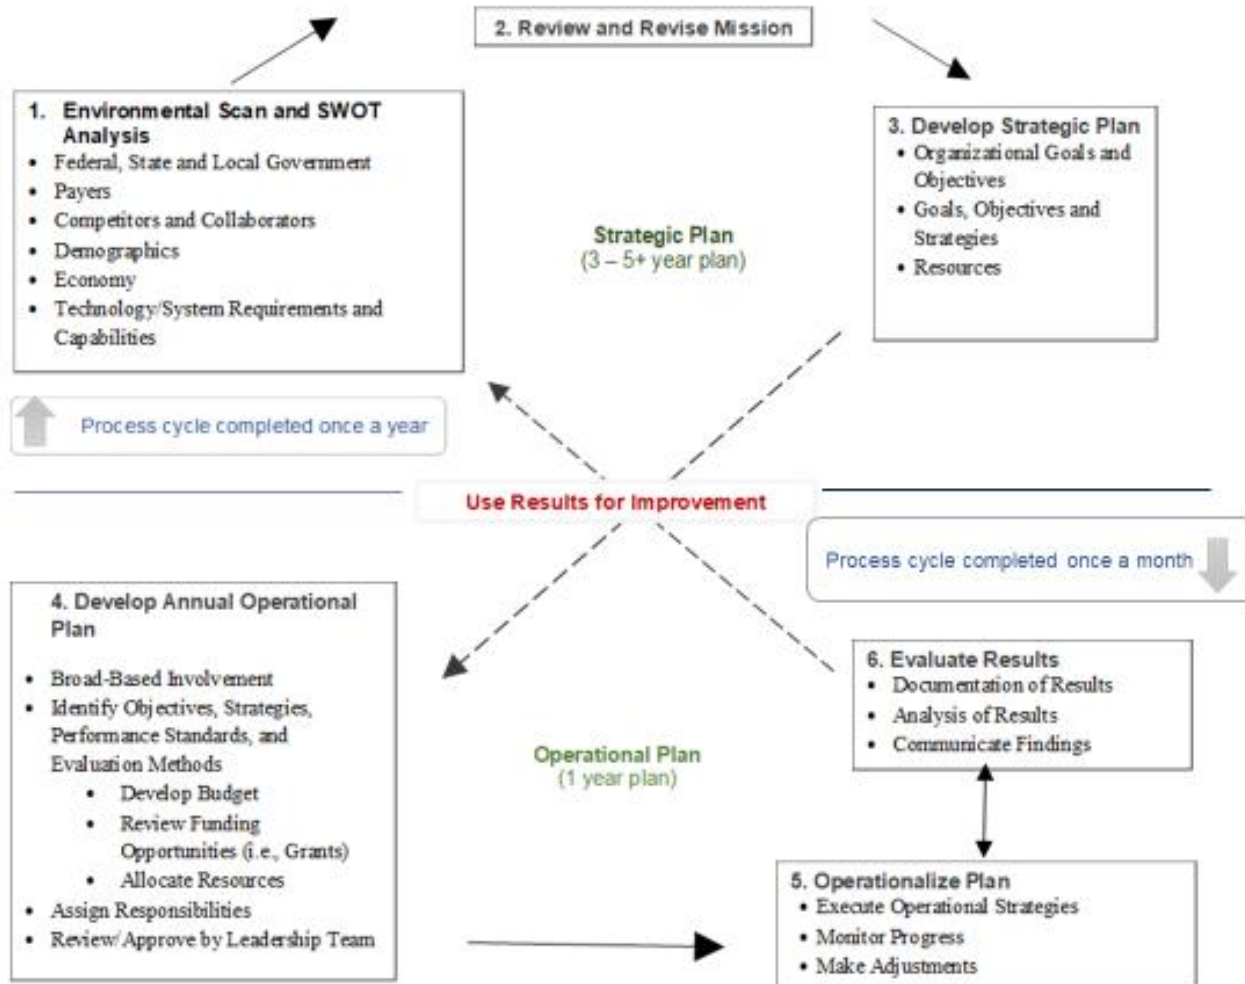 2. Review and Revise Mission
1. Environmental Scan and SWOT
Analysis
• Federal, State and Local Government
• Payers
• Competitors and Collaborators
• Demographics
• Economy
• Technology/System Requirements and
Capabilities
3. Develop Strategic Plan
• Organizational Goals and
Objectives
• Goals, Objectives and
Strategies
• Resources
Strategic Plan
(3 – 5+ year plan)
Process cycle completed once a year
Use Results for Improvement
Process cycle completed once a month
4. Develop Annual Operational
Plan
• Broad-Based Involvement
• Identify Objectives, Strategies,
Performance Standards, and
Evaluation Methods
• Develop Budget
• Review Funding
Opportunities (i.e., Grants)
• Allocate Resources
• Assign Responsibilities
• Review/Approve by Leadership Team
Operational Plan
(1 year plan)
6. Evaluate Results
• Documentation of Results
• Analysis of Results
• Communicate Findings
5. Operationalize Plan
• Execute Operational Strategies
• Monitor Progress
• Make Adjustments